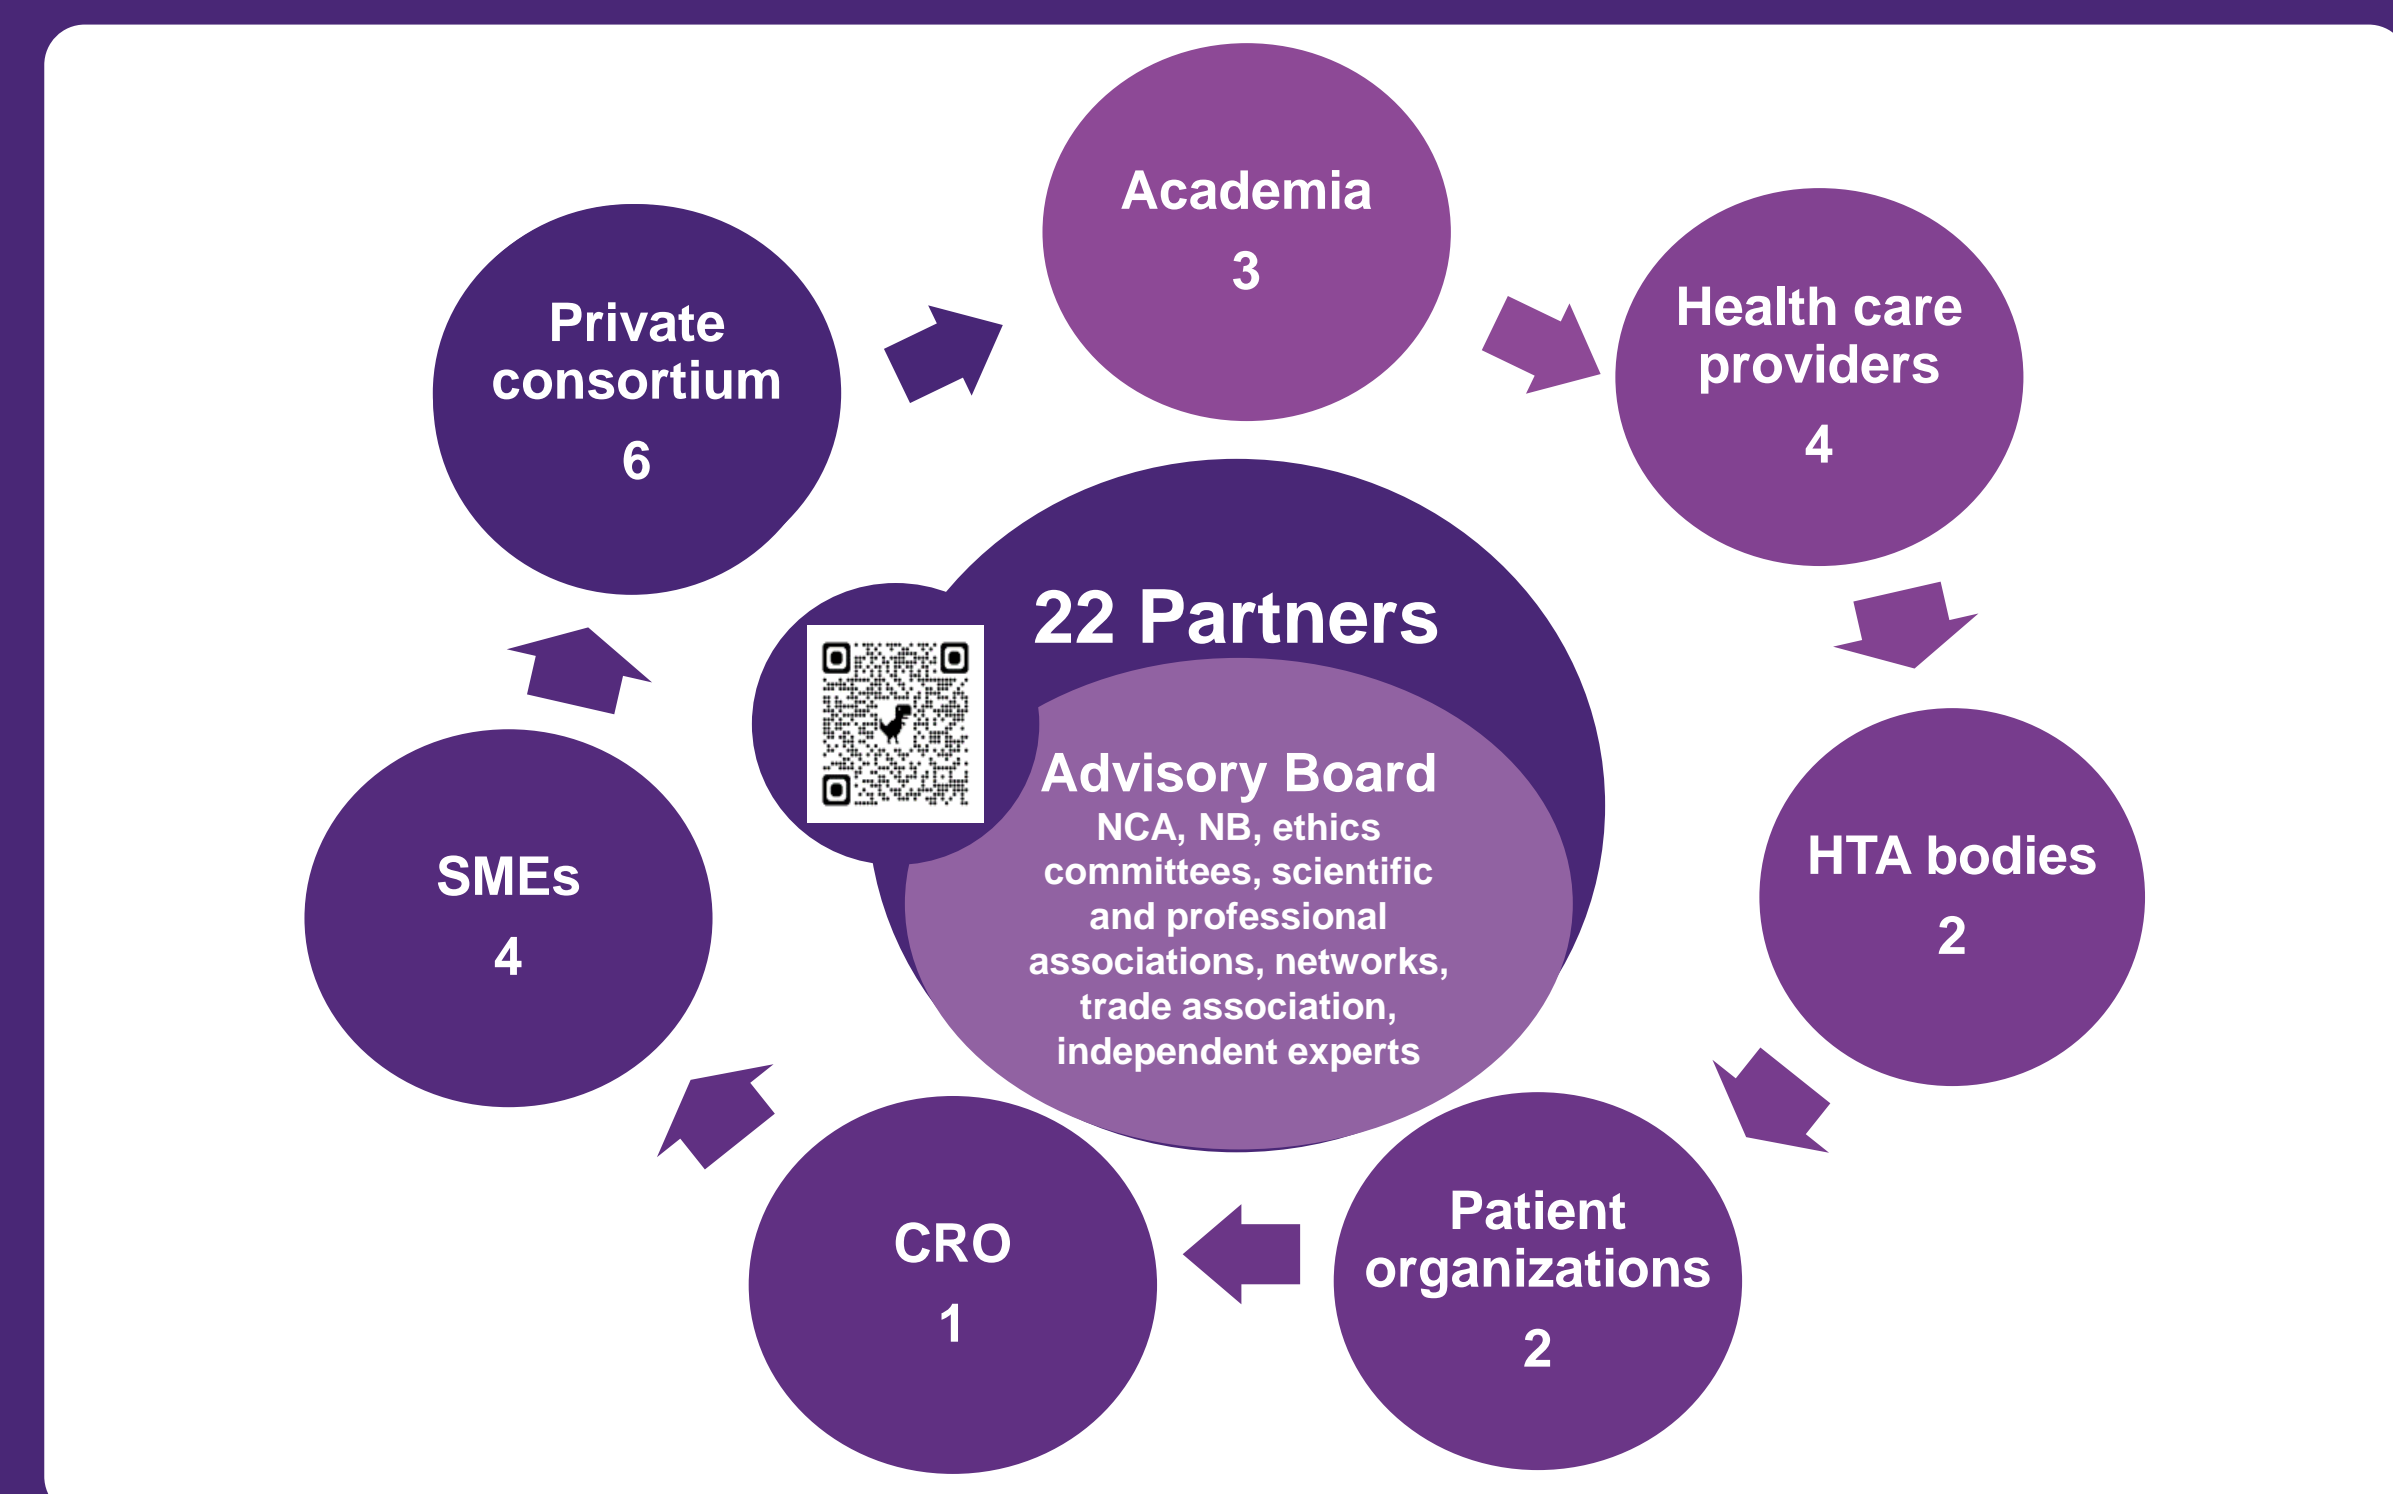 Academia
3
Health care
providers
4
HTA bodies
2
Patient
organizations
2
CRO
1
SMEs
4
Private
consortium
6
22 Partners
Advisory Board
NCA, NB, ethics
committees, scientific
and professional
associations, networks,
trade association,
independent experts